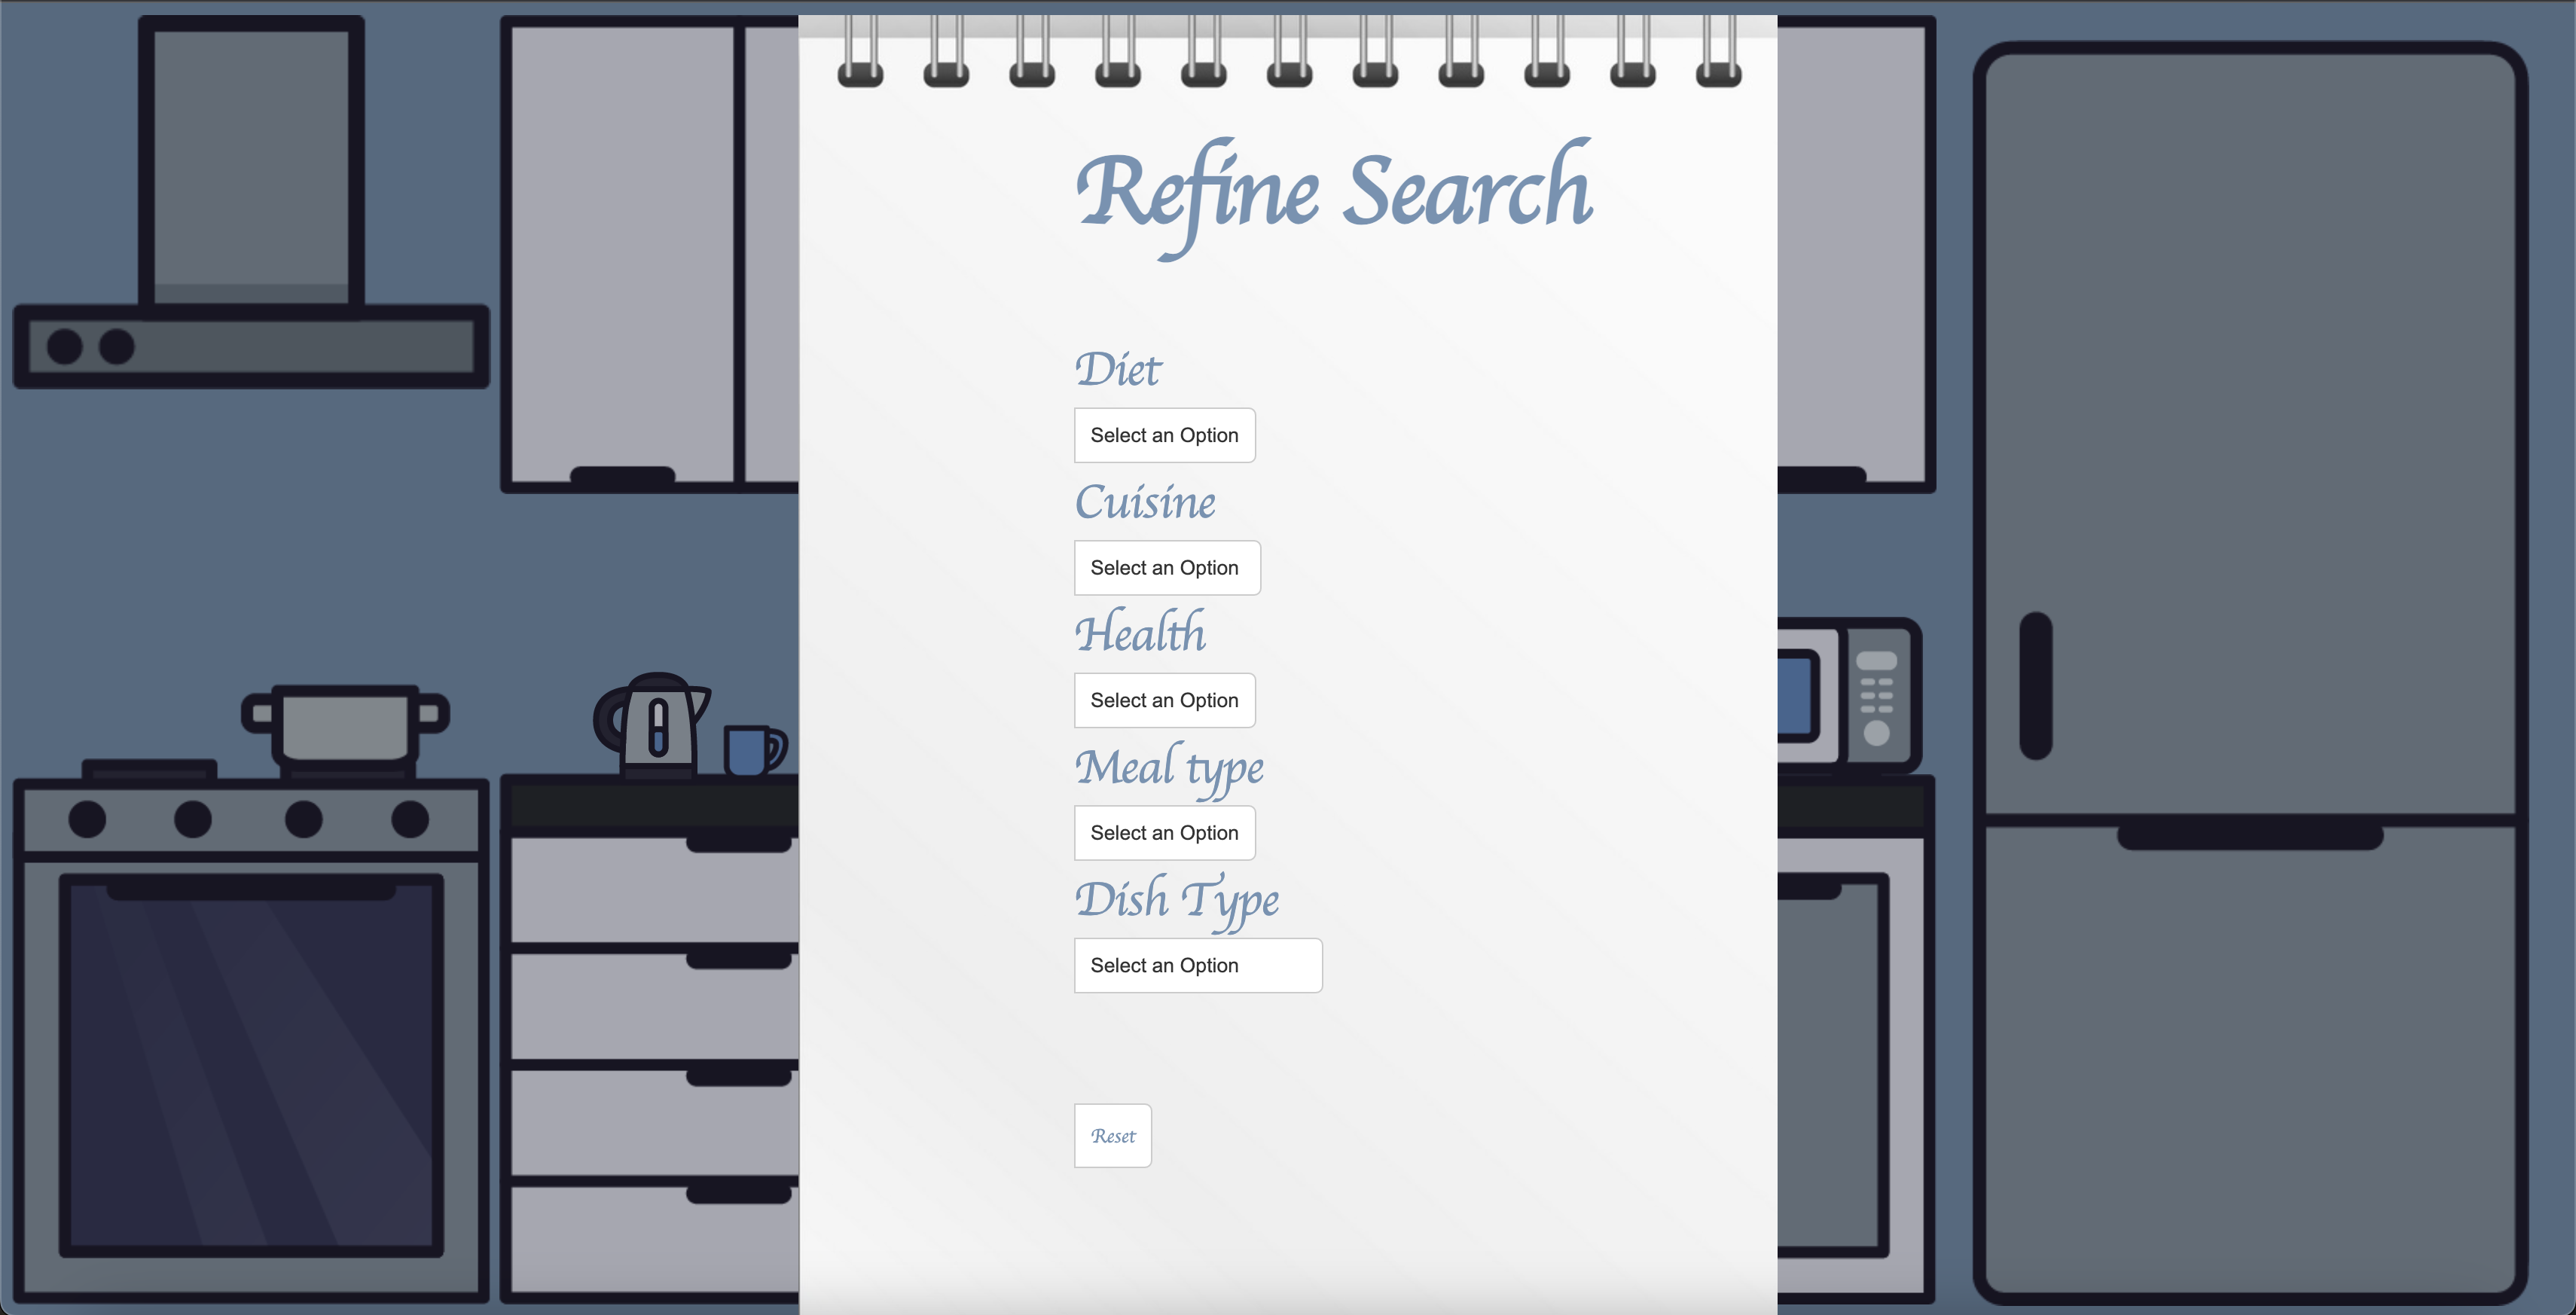 Refine Search
Diet
Select an Option
Cuisine
Select an Option
Health
Select an Option
Meal type
Select an Option
Dish Type
Select an Option
Reset